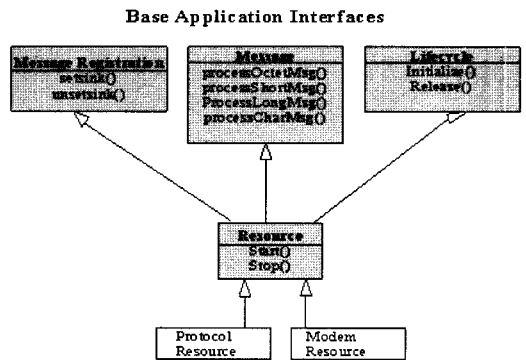 Base Application Interfaces
Message Registration
setsink()
unsetsink()
Message
processOctetMsg()
processShortMsg()
ProcessLongMsg()
processCharMsg()
Lifecycle
Initialize()
Release()
Resource
Start()
Stop()
Protocol
Resource
Modem
Resource